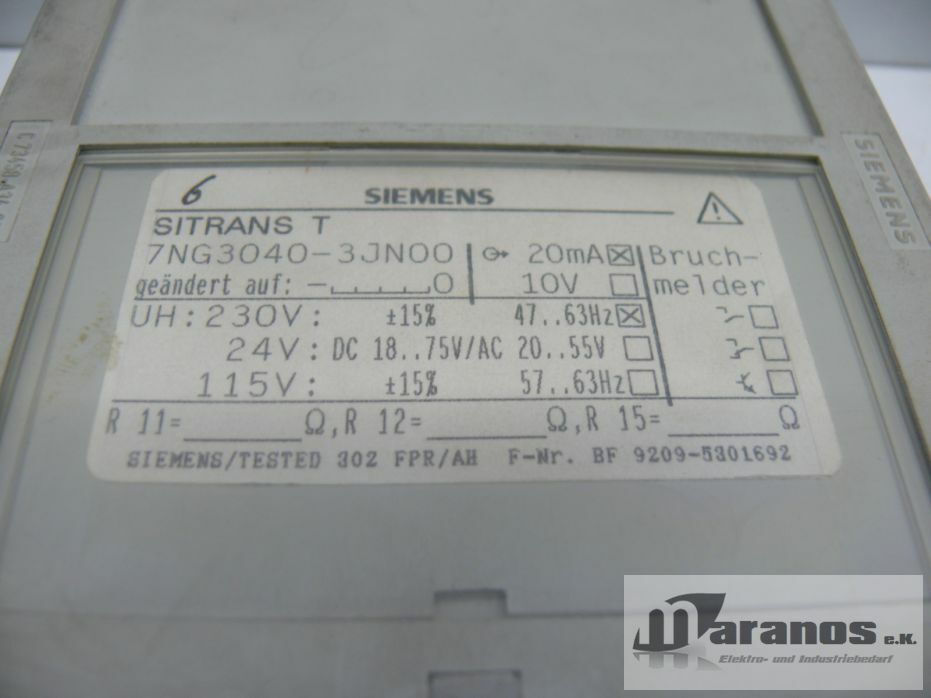 6 SIEMENS
SITRANS T
7NG3040-3JN00 20mA Bruch-
geändert auf: - 0 10V melder
UH: 230V: ±15% 47..63Hz
24V: DC 18..75V/AC 20..55V
115V: ±15% 57..63Hz
R 11= Ω, R 12= Ω, R 15= Ω
SIEMENS/TESTED 302 FPR/AH F-Nr. BF 9209-5301692
SIEMENS
Maranos e.K.
Elektro- und Industriebedarf